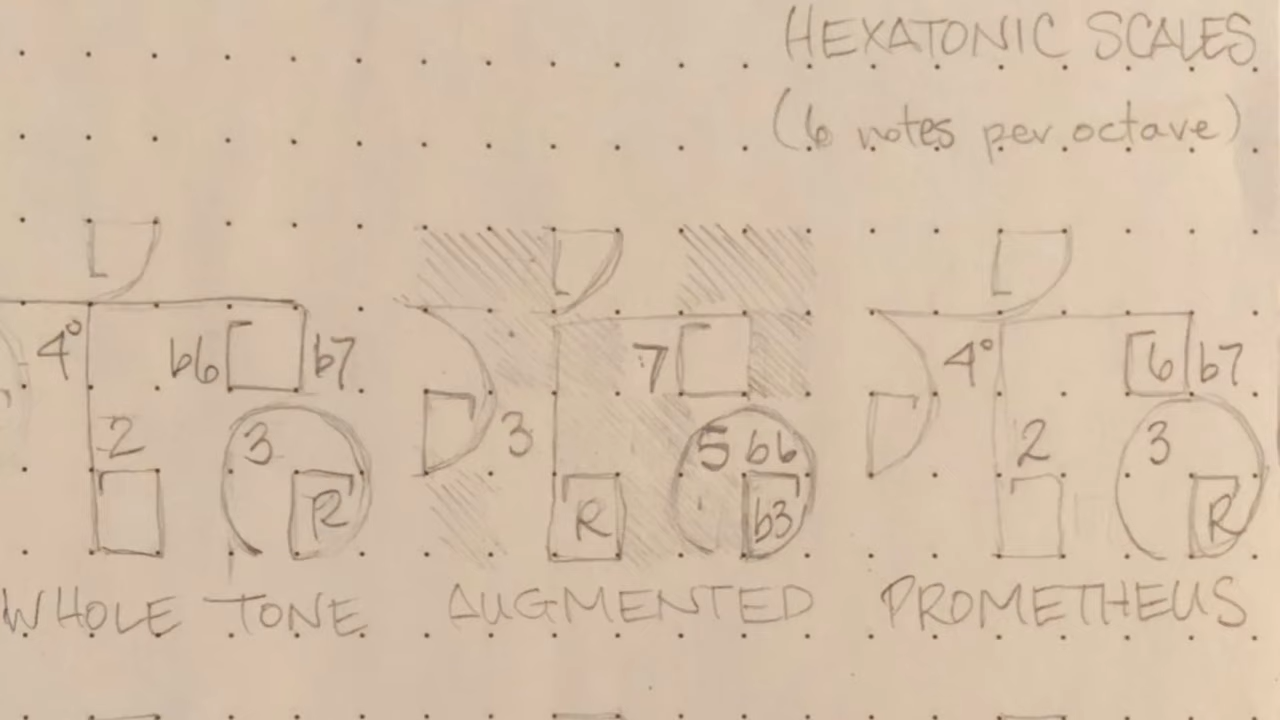 HEXATONIC SCALES
(6 notes per octave)
4° b6 b7
2 3
R
WHOLE TONE
7
3 5 b6
R b3
AUGMENTED
4° 6 b7
2 3
R
PROMETHEUS